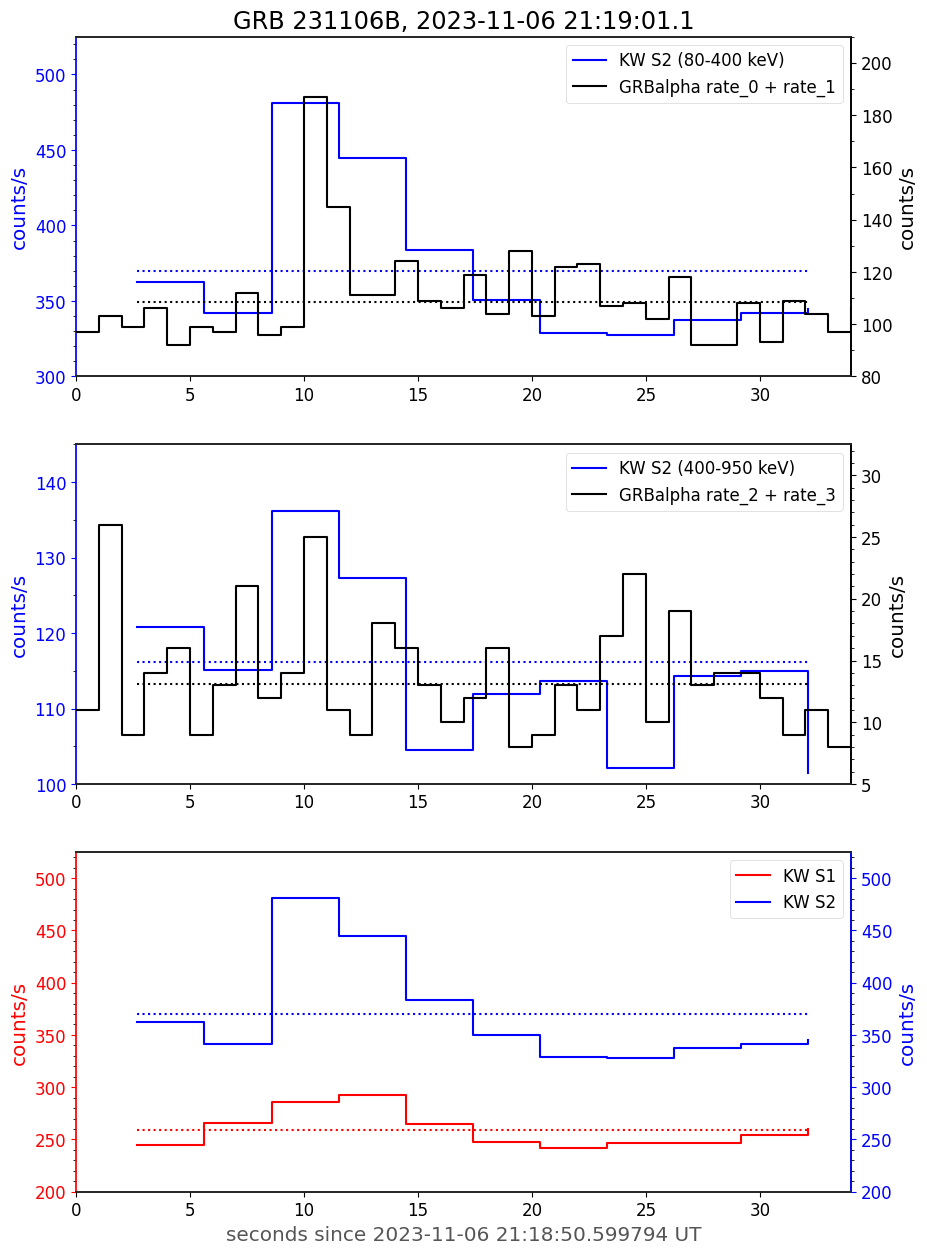 GRB 231106B, 2023-11-06 21:19:01.1
KW S2 (80-400 keV)
GRBalpha rate_0 + rate_1
counts/s
500
450
400
350
300
200
180
160
140
120
100
80
counts/s
0 5 10 15 20 25 30
KW S2 (400-950 keV)
GRBalpha rate_2 + rate_3
counts/s
140
130
120
110
100
30
25
20
15
10
5
counts/s
0 5 10 15 20 25 30
KW S1
KW S2
counts/s
500
450
400
350
300
250
200
500
450
400
350
300
250
200
counts/s
0 5 10 15 20 25 30
seconds since 2023-11-06 21:18:50.599794 UT